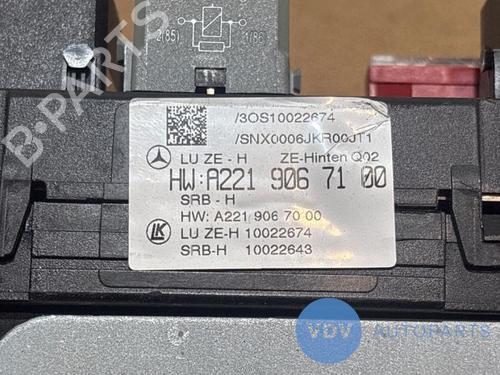 2(85)
1(86)
/3OS10022674
/SNX0006JKR00JT1
LU ZE - H ZE-Hinten Q02
HW:A221 906 71 00
SRB - H
HW: A221 906 70 00
LK
LU ZE-H 10022674
SRB-H 10022643
B-PARTS
VDV AUTOPARTS